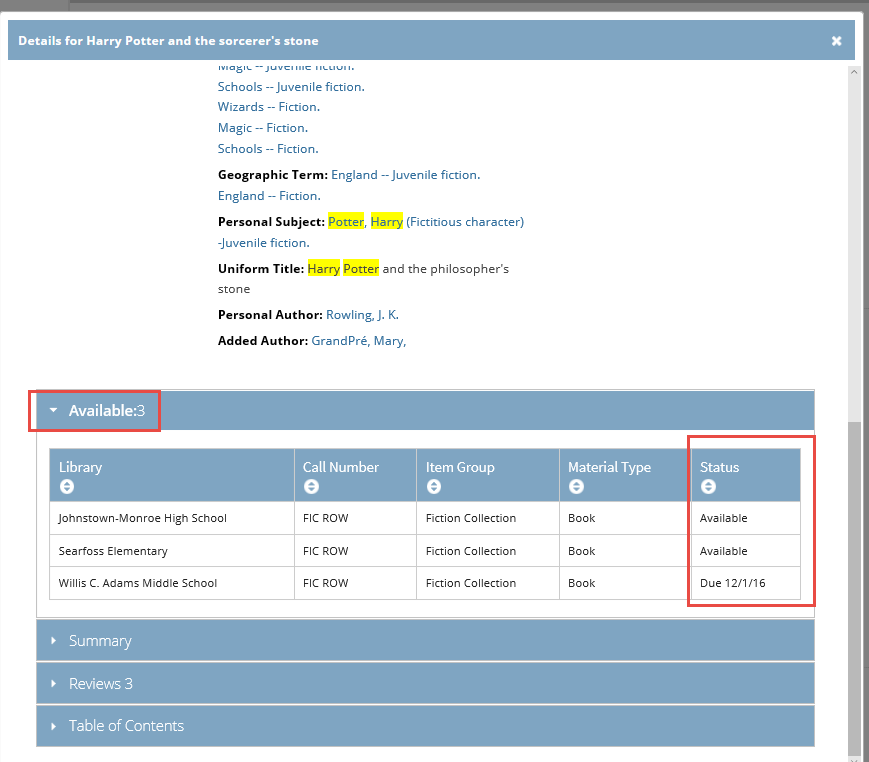 Details for Harry Potter and the sorcerer's stone
Magic -- Juvenile fiction.
Schools -- Juvenile fiction.
Wizards -- Fiction.
Magic -- Fiction.
Schools -- Fiction.
Geographic Term: England -- Juvenile fiction.
England -- Fiction.
Personal Subject: Potter, Harry (Fictitious character)
-Juvenile fiction.
Uniform Title: Harry Potter and the philosopher's
stone
Personal Author: Rowling, J. K.
Added Author: GrandPré, Mary,
Available:3
Library Call Number Item Group Material Type Status
Johnstown-Monroe High School FIC ROW Fiction Collection Book Available
Searfoss Elementary FIC ROW Fiction Collection Book Available
Willis C. Adams Middle School FIC ROW Fiction Collection Book Due 12/1/16
Summary
Reviews 3
Table of Contents